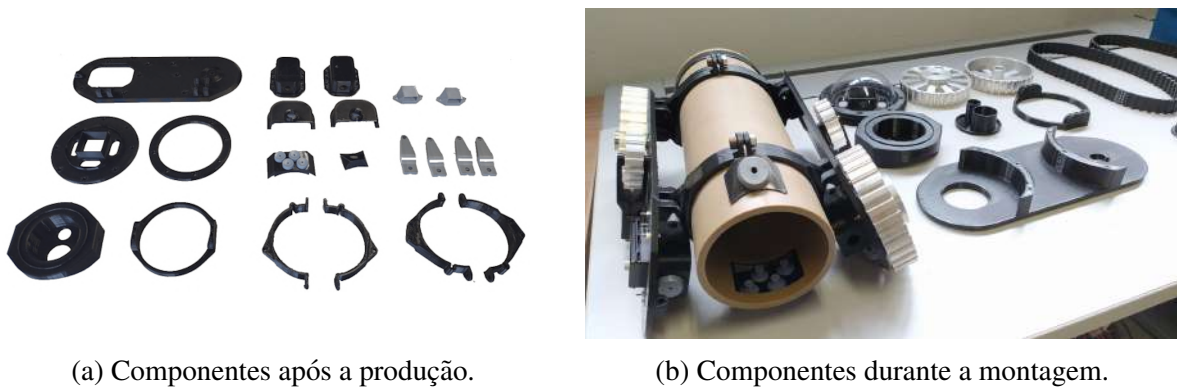 (a) Componentes após a produção.
(b) Componentes durante a montagem.